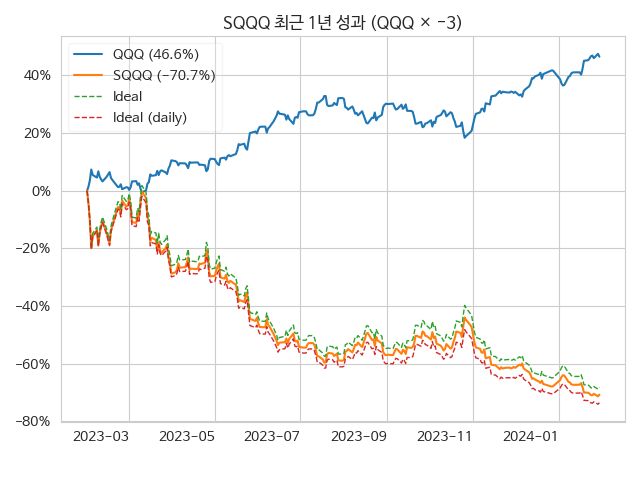 SQQQ 최근 1년 성과 (QQQ × −3)
QQQ (46.6%)
SQQQ (−70.7%)
Ideal
Ideal (daily)
40%
20%
0%
−20%
−40%
−60%
−80%
2023−03 2023−05 2023−07 2023−09 2023−11 2024−01